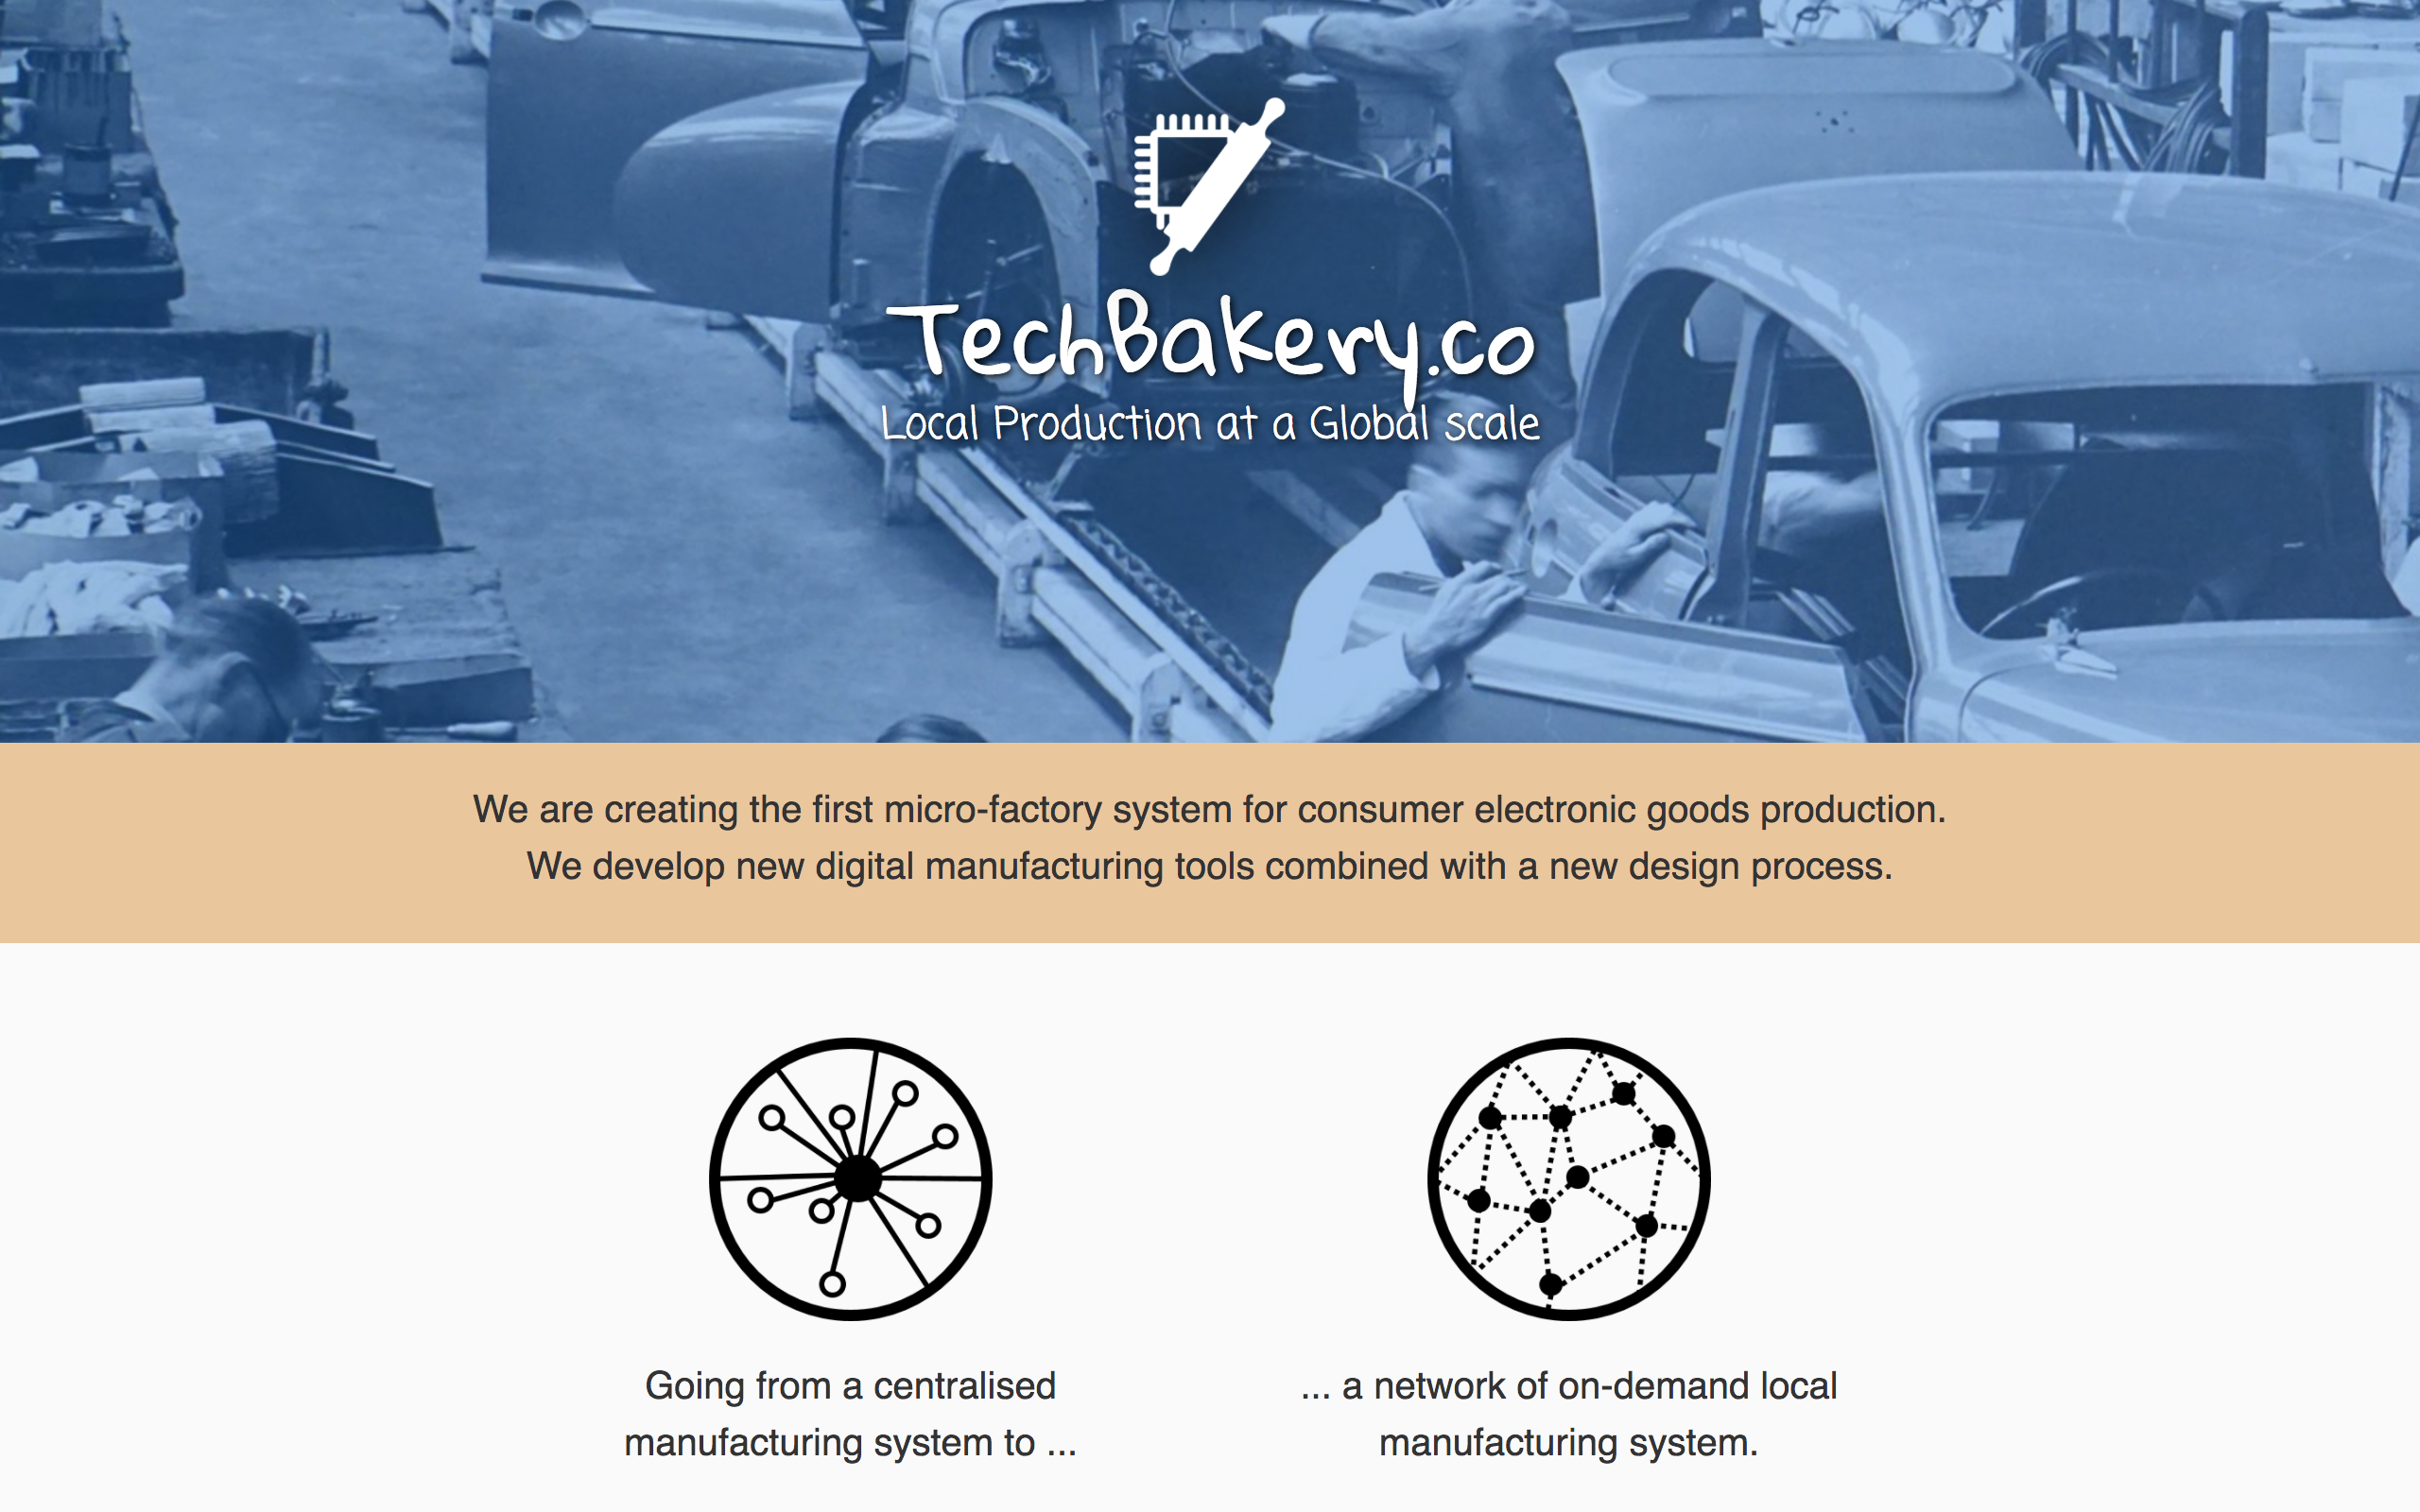 TechBakery.co
Local Production at a Global scale
We are creating the first micro-factory system for consumer electronic goods production.
We develop new digital manufacturing tools combined with a new design process.
Going from a centralised
manufacturing system to ...
... a network of on-demand local
manufacturing system.